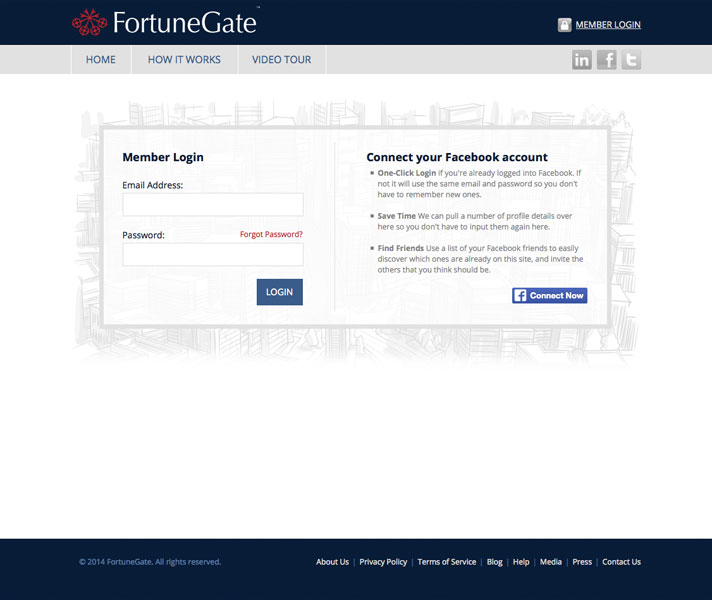 FortuneGate™
MEMBER LOGIN
HOME
HOW IT WORKS
VIDEO TOUR
in f t
Member Login
Email Address:
Password:
Forgot Password?
LOGIN
Connect your Facebook account
One-Click Login if you're already logged into Facebook. If
not it will use the same email and password so you don't
have to remember new ones.
Save Time We can pull a number of profile details over
here so you don't have to input them again here.
Find Friends Use a list of your Facebook friends to easily
discover which ones are already on this site, and invite the
others that you think should be.
f Connect Now
© 2014 FortuneGate. All rights reserved.
About Us | Privacy Policy | Terms of Service | Blog | Help | Media | Press | Contact Us